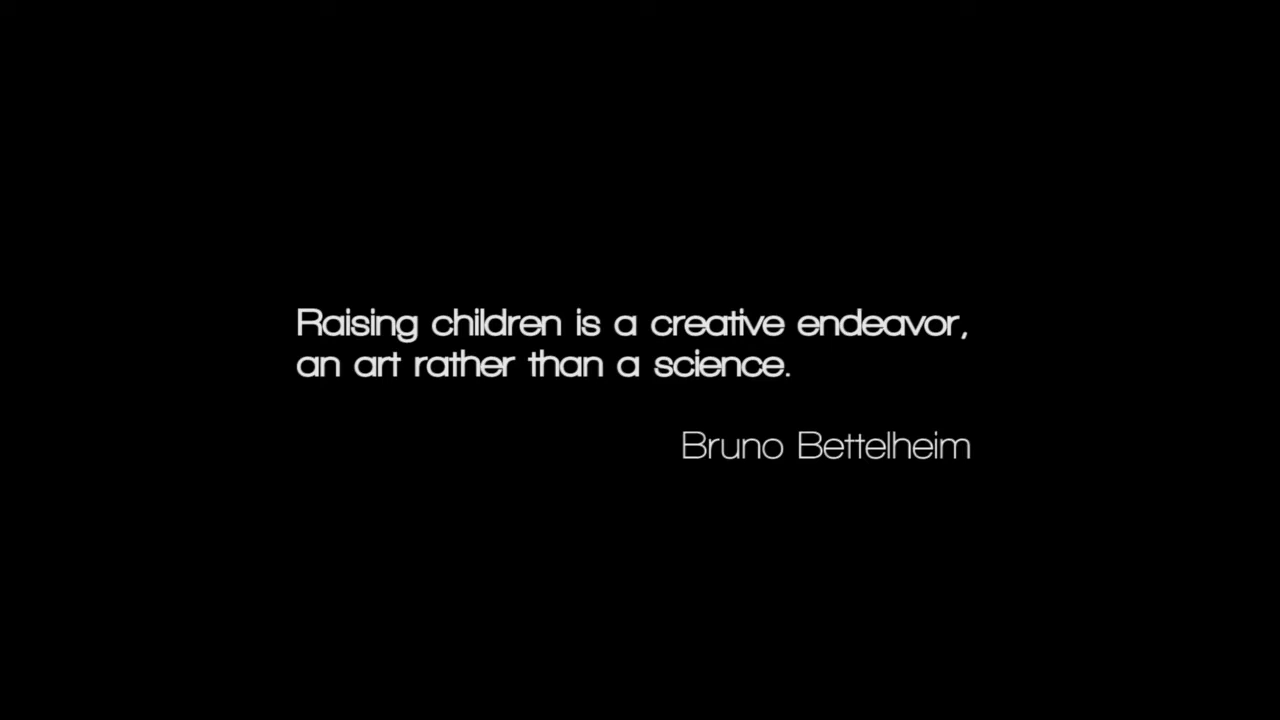 Raising children is a creative endeavor,
an art rather than a science.
Bruno Bettelheim